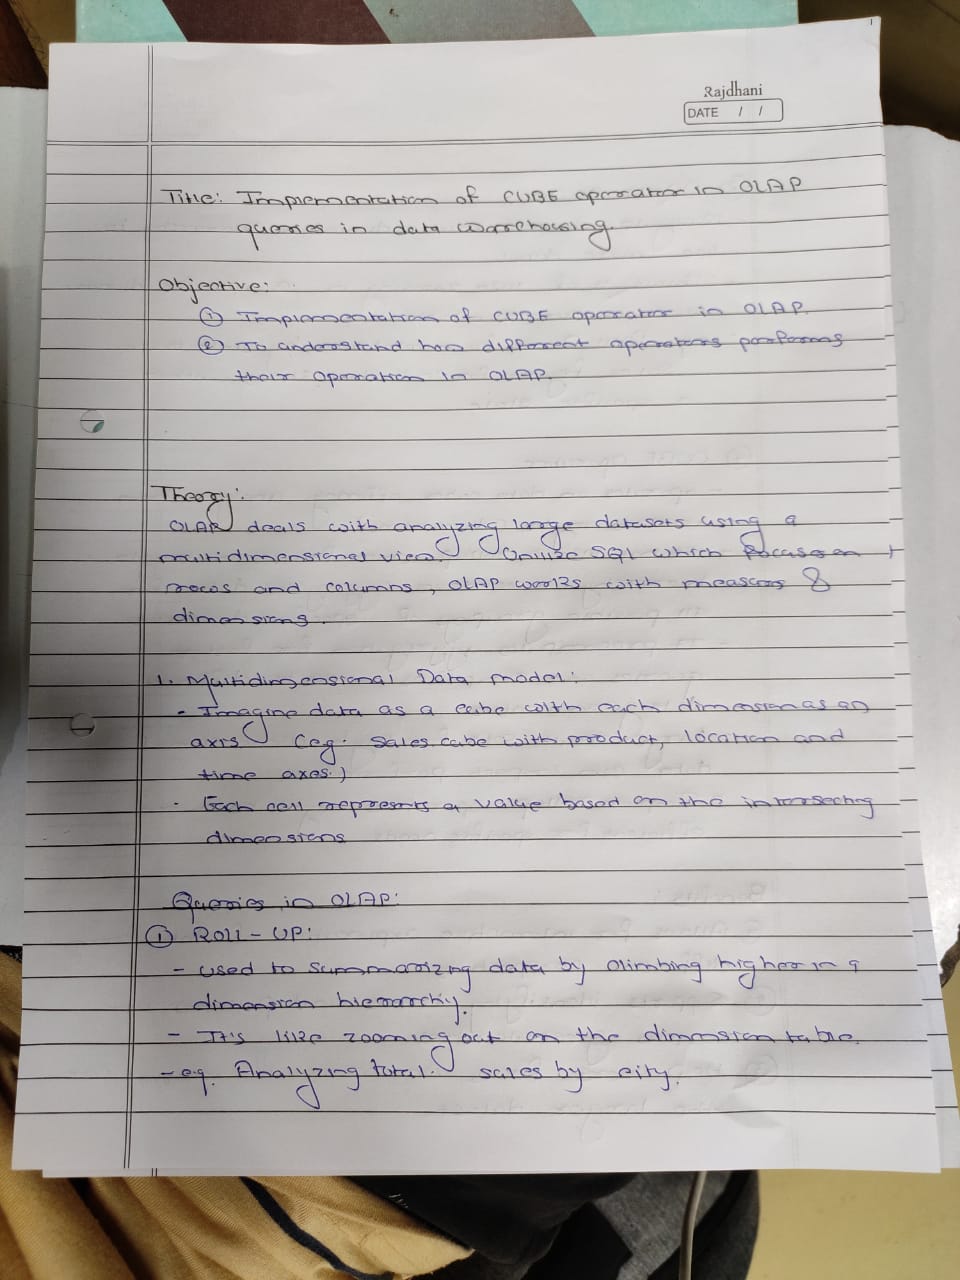 Rajdhani
DATE / /
Title: Implementation of CUBE operator in OLAP
queries in data warehousing.
Objective:
① Implementation of CUBE operator in OLAP.
② To understand how different operators performs
their operation in OLAP.
Theory:
OLAP deals with analyzing large datasets using a
multidimensional view. Unlike SQL which focuses on
rows and columns, OLAP works with measures &
dimensions.
1. Multidimensional Data model:
- Imagine data as a cube with each dimension as an
axis (eg. sales cube with product, location and
time axes.)
- Each cell represents a value based on the intersecting
dimensions
Queries in OLAP:
① ROLL-UP:
- used to summarizing data by climbing higher in a
dimension hierarchy.
- It's like zooming out on the dimension table.
- eg. Analyzing total sales by city.